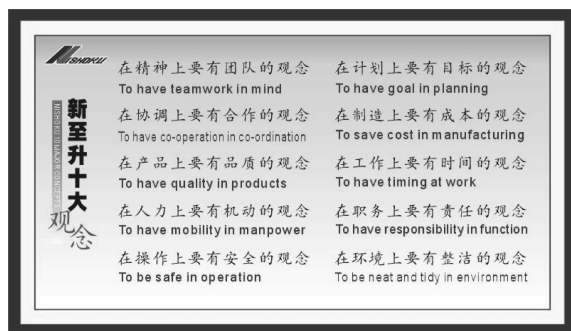 NISHOKU
新至升十大
观念
NISHOKU 10 MAJOR CONCEPTS
在精神上要有团队的观念
To have teamwork in mind
在协调上要有合作的观念
To have co-operation in co-ordination
在产品上要有品质的观念
To have quality in products
在人力上要有机动的观念
To have mobility in manpower
在操作上要有安全的观念
To be safe in operation
在计划上要有目标的观念
To have goal in planning
在制造上要有成本的观念
To save cost in manufacturing
在工作上要有时间的观念
To have timing at work
在职务上要有责任的观念
To have responsibility in function
在环境上要有整洁的观念
To be neat and tidy in environment